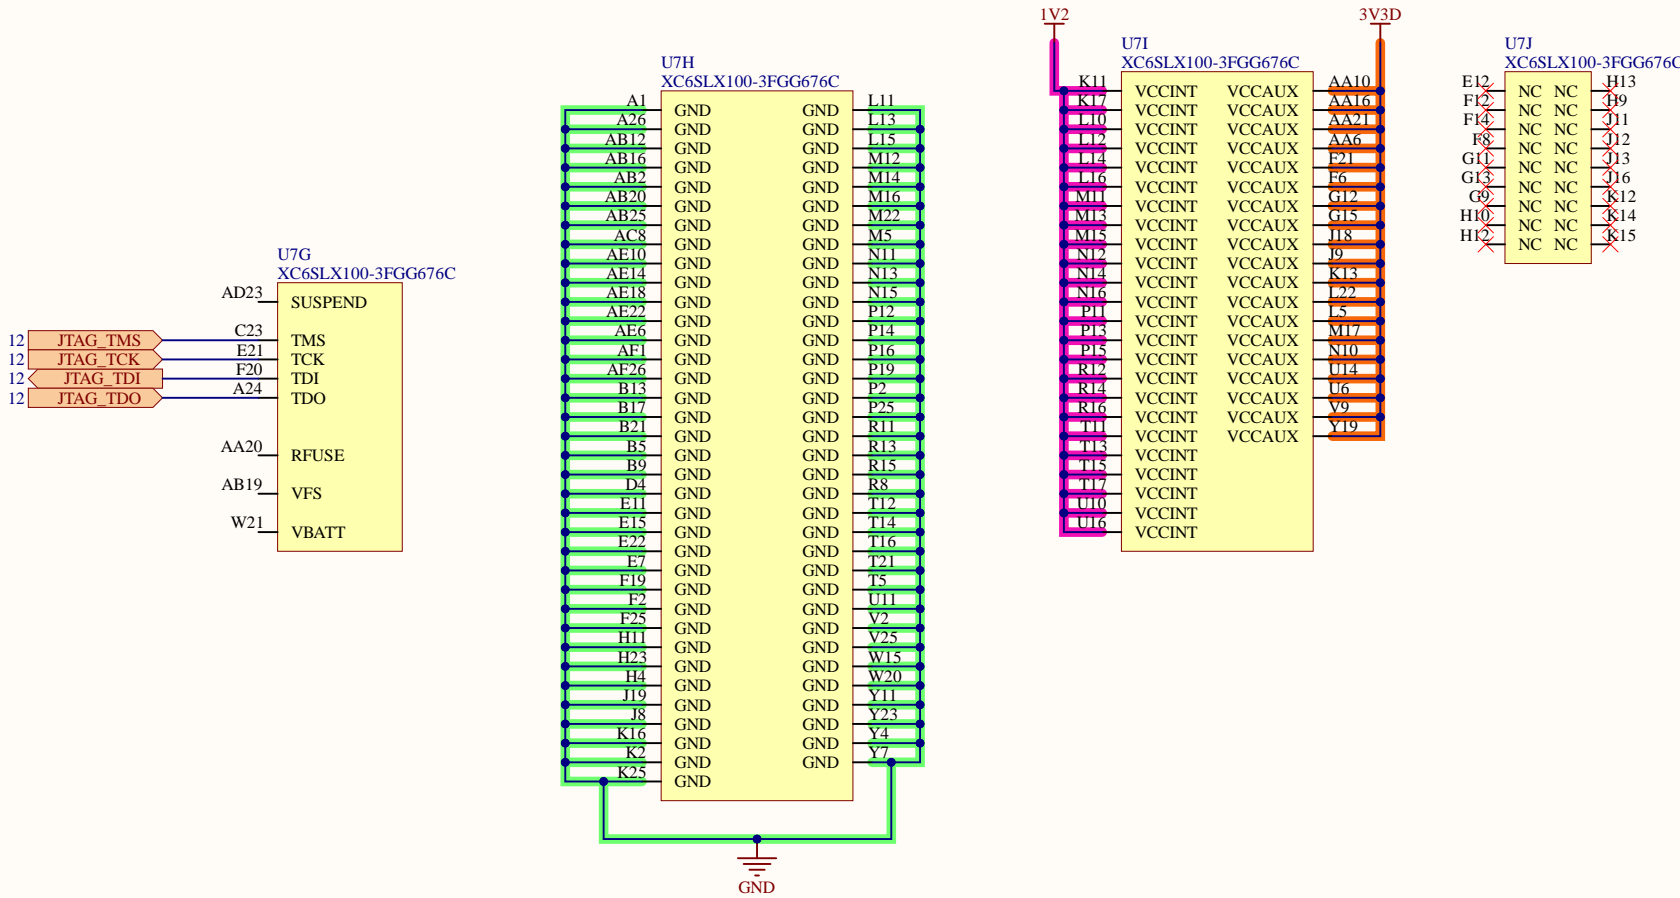 U7G
XC6SLX100-3FGG676C
AD23 SUSPEND
12 JTAG_TMS C23 TMS
12 JTAG_TCK E21 TCK
12 JTAG_TDI F20 TDI
12 JTAG_TDO A24 TDO
AA20 RFUSE
AB19 VFS
W21 VBATT
U7H
XC6SLX100-3FGG676C
A1 GND GND L11
A26 GND GND L13
AB12 GND GND L15
AB16 GND GND M12
AB2 GND GND M14
AB20 GND GND M16
AB25 GND GND M22
AC8 GND GND M5
AE10 GND GND N11
AE14 GND GND N13
AE18 GND GND N15
AE22 GND GND P12
AE6 GND GND P14
AF1 GND GND P16
AF26 GND GND P19
B13 GND GND P2
B17 GND GND P25
B21 GND GND R11
B5 GND GND R13
B9 GND GND R15
D4 GND GND R8
E11 GND GND T12
E15 GND GND T14
E22 GND GND T16
E7 GND GND T21
F19 GND GND T5
F2 GND GND U11
F25 GND GND V2
H11 GND GND V25
H23 GND GND W15
H4 GND GND W20
J19 GND GND Y11
J8 GND GND Y23
K16 GND GND Y4
K2 GND GND Y7
K25 GND
GND
1V2
3V3D
U7I
XC6SLX100-3FGG676C
K11 VCCINT VCCAUX AA10
K17 VCCINT VCCAUX AA16
L10 VCCINT VCCAUX AA21
L12 VCCINT VCCAUX AA6
L14 VCCINT VCCAUX F21
L16 VCCINT VCCAUX F6
M11 VCCINT VCCAUX G12
M13 VCCINT VCCAUX G15
M15 VCCINT VCCAUX J18
N12 VCCINT VCCAUX J9
N14 VCCINT VCCAUX K13
N16 VCCINT VCCAUX L22
P11 VCCINT VCCAUX L5
P13 VCCINT VCCAUX M17
P15 VCCINT VCCAUX N10
R12 VCCINT VCCAUX U14
R14 VCCINT VCCAUX U6
R16 VCCINT VCCAUX V9
T11 VCCINT VCCAUX Y19
T13 VCCINT
T15 VCCINT
T17 VCCINT
U10 VCCINT
U16 VCCINT
U7J
XC6SLX100-3FGG676C
E12 NC NC H13
F12 NC NC H9
F14 NC NC J11
F8 NC NC J12
G11 NC NC J13
G13 NC NC J16
G9 NC NC K12
H10 NC NC K14
H12 NC NC K15